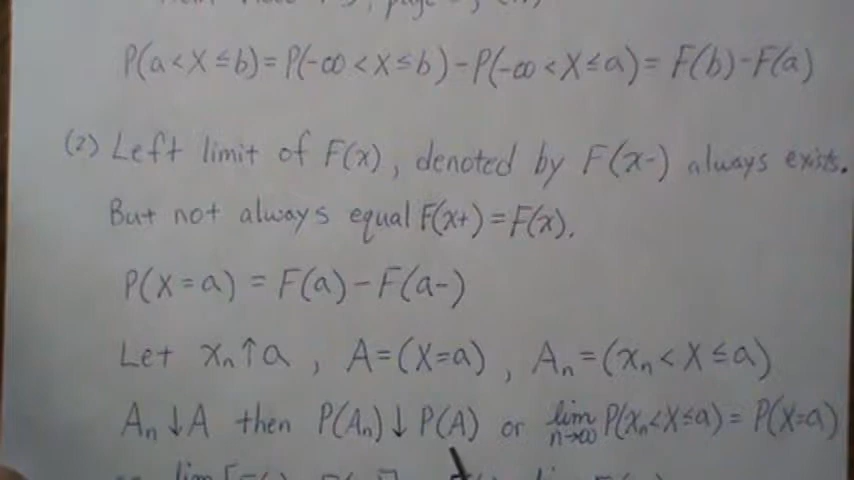 P(a<X≤b)=P(-∞<X≤b)-P(-∞<X≤a)=F(b)-F(a)
(2) Left limit of F(x), denoted by F(x-) always exists.
But not always equal F(x+)=F(x).
P(X=a)=F(a)-F(a-)
Let xₙ↑a, A=(X=a), Aₙ=(xₙ<X≤a)
Aₙ↓A then P(Aₙ)↓P(A) or lim n→∞ P(xₙ<X≤a)=P(X=a)